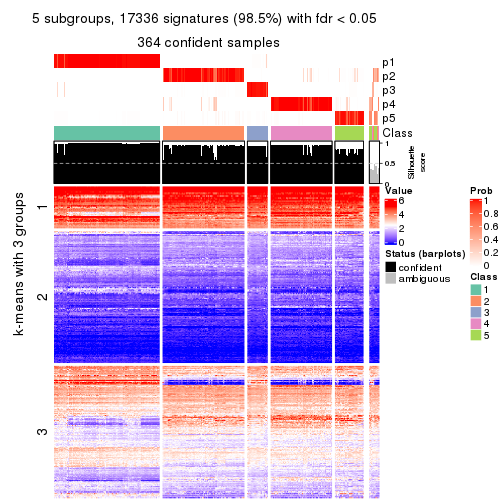 5 subgroups, 17336 signatures (98.5%) with fdr < 0.05
364 confident samples
p1
p2
p3
p4
p5
Class
1
0.5
0
Silhouette
score
k-means with 3 groups
1
2
3
Value
6
4
2
0
Status (barplots)
confident
ambiguous
Prob
1
0.8
0.6
0.4
0.2
0
Class
1
2
3
4
5